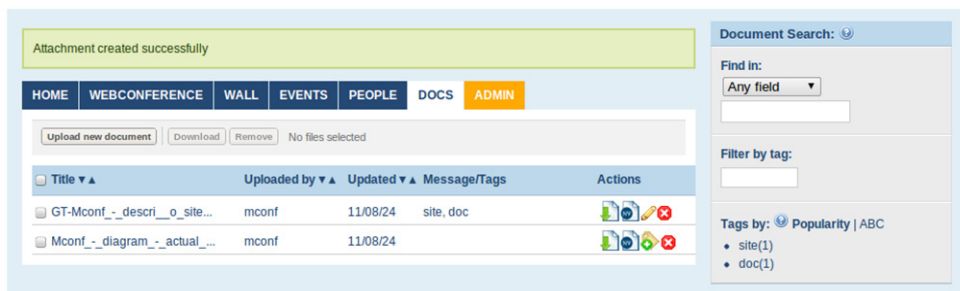 Attachment created successfully
HOME WEBCONFERENCE WALL EVENTS PEOPLE DOCS ADMIN
Upload new document Download Remove No files selected
Title ▼▲ Uploaded by ▼▲ Updated ▼▲ Message/Tags Actions
GT-Mconf_-_descri__o_site... mconf 11/08/24 site, doc
Mconf_-_diagram_-_actual_... mconf 11/08/24
Document Search:
Find in:
Any field ▼
Filter by tag:
Tags by: Popularity | ABC
• site(1)
• doc(1)